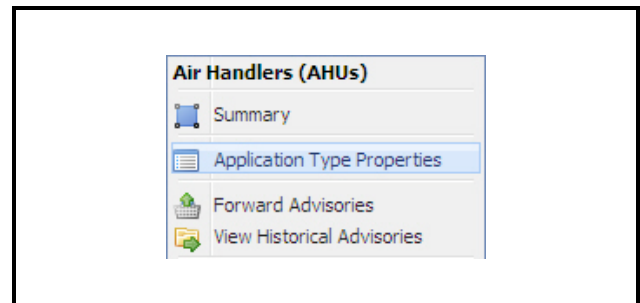 Air Handlers (AHUs)
Summary
Application Type Properties
Forward Advisories
View Historical Advisories